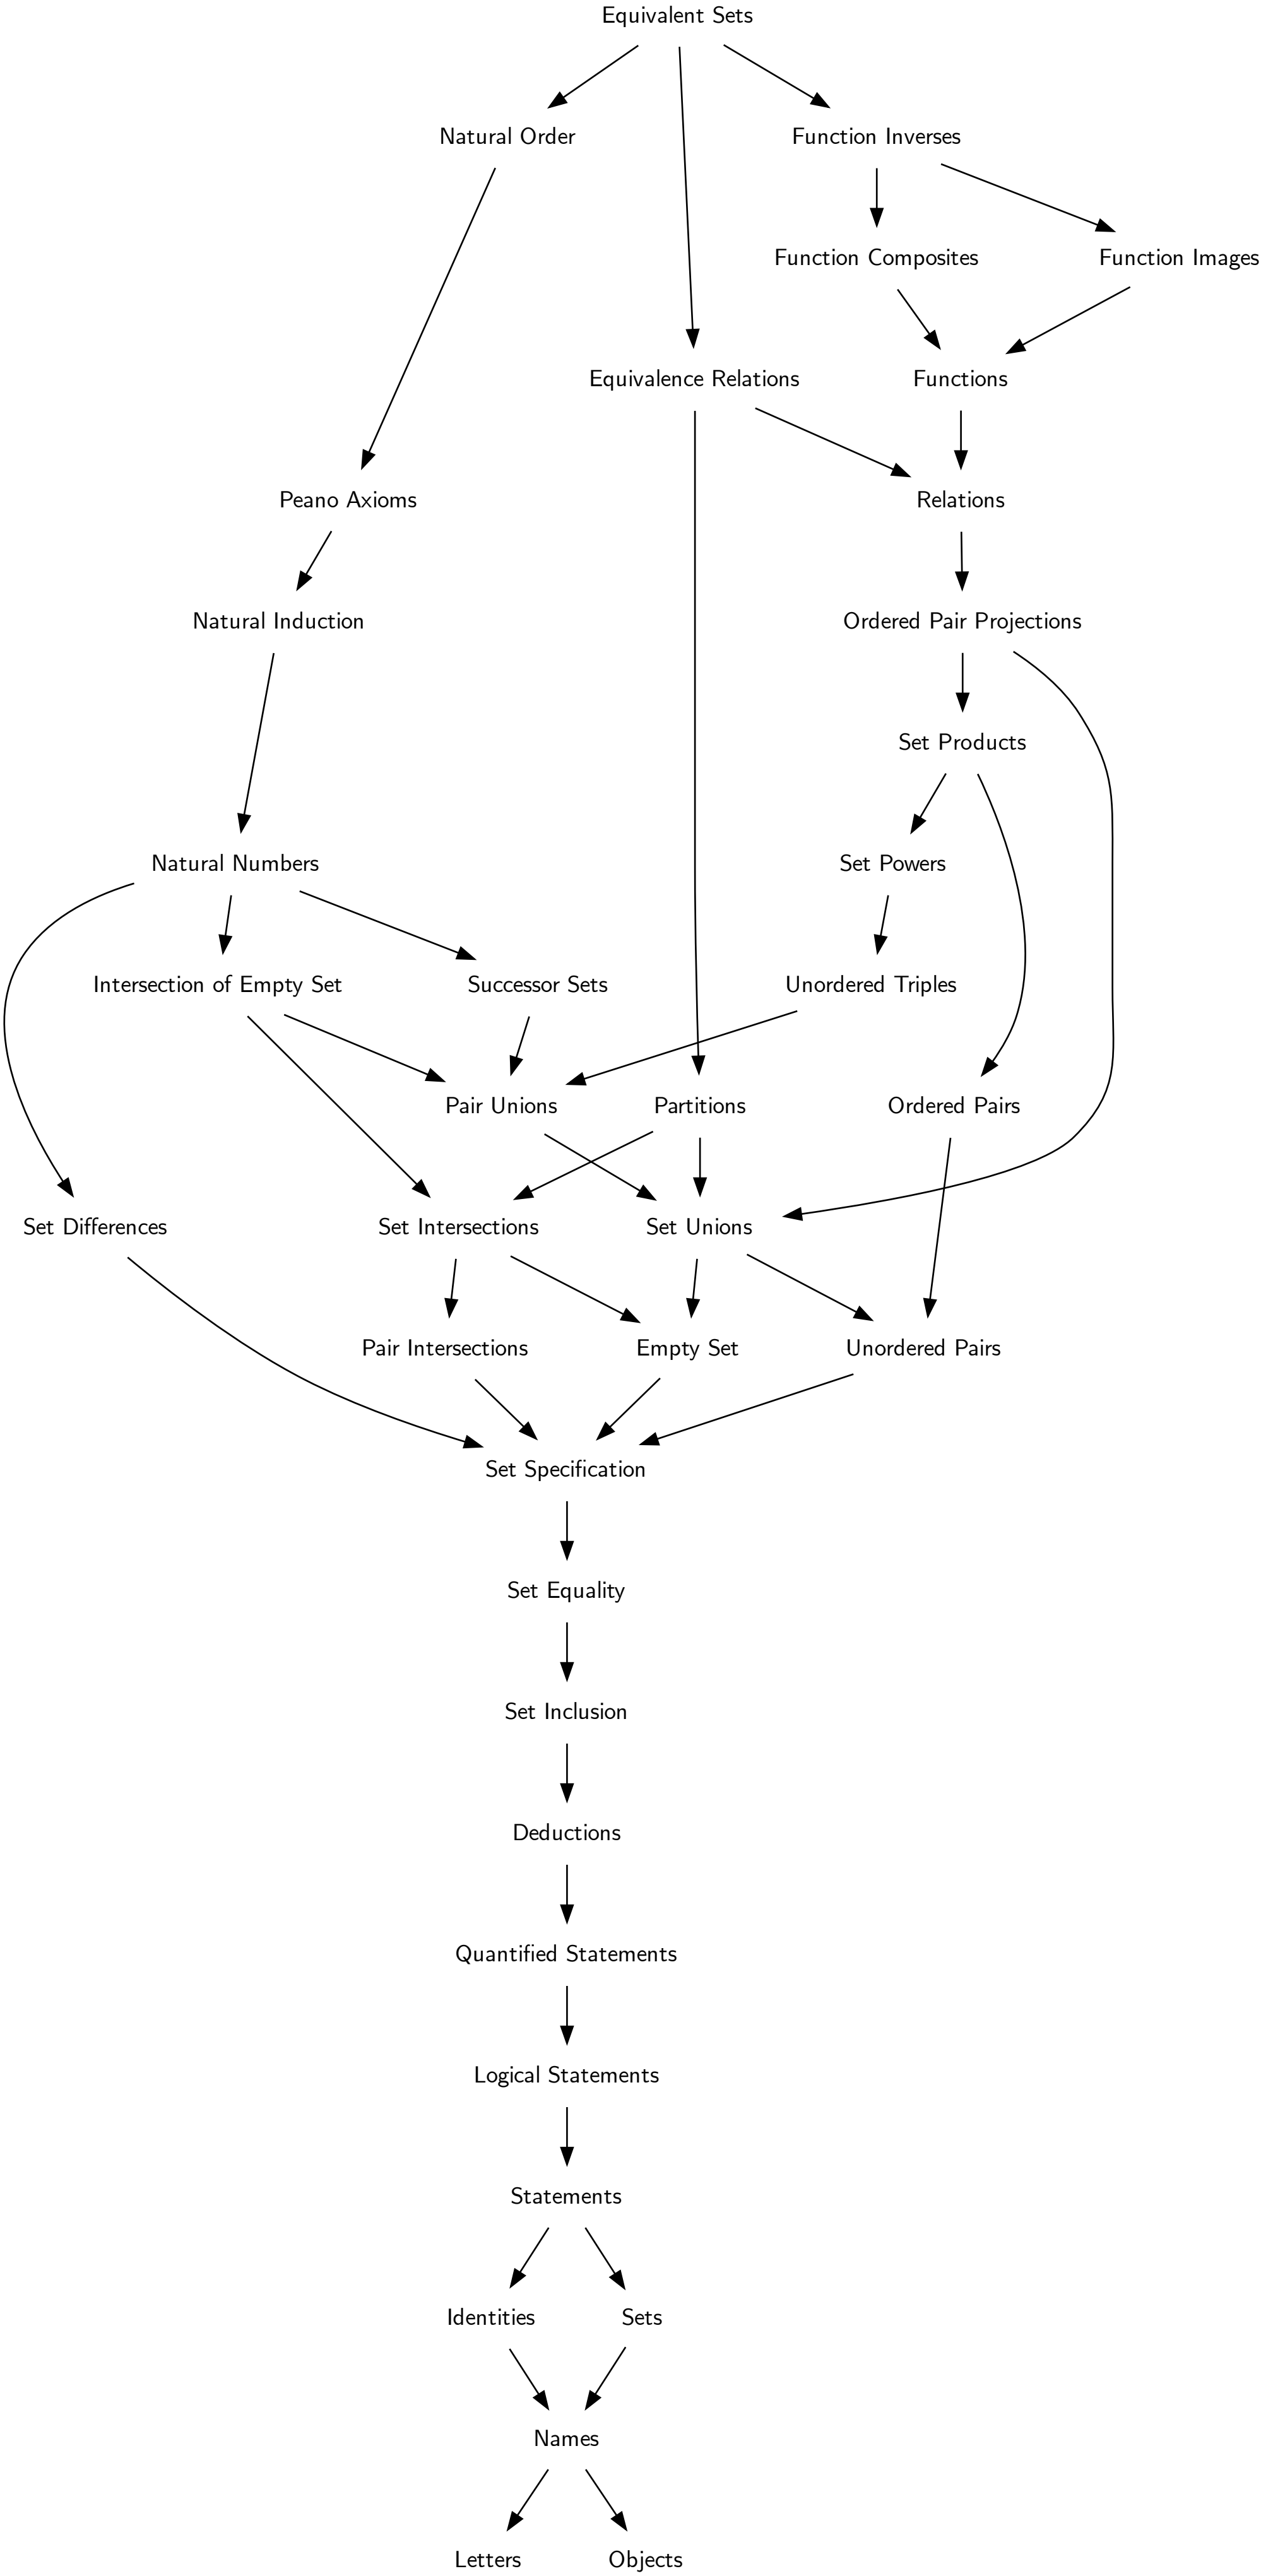 Equivalent Sets
Natural Order
Function Inverses
Function Composites
Function Images
Equivalence Relations
Functions
Peano Axioms
Relations
Natural Induction
Ordered Pair Projections
Set Products
Natural Numbers
Set Powers
Intersection of Empty Set
Successor Sets
Unordered Triples
Pair Unions
Partitions
Ordered Pairs
Set Differences
Set Intersections
Set Unions
Pair Intersections
Empty Set
Unordered Pairs
Set Specification
Set Equality
Set Inclusion
Deductions
Quantified Statements
Logical Statements
Statements
Identities
Sets
Names
Letters
Objects